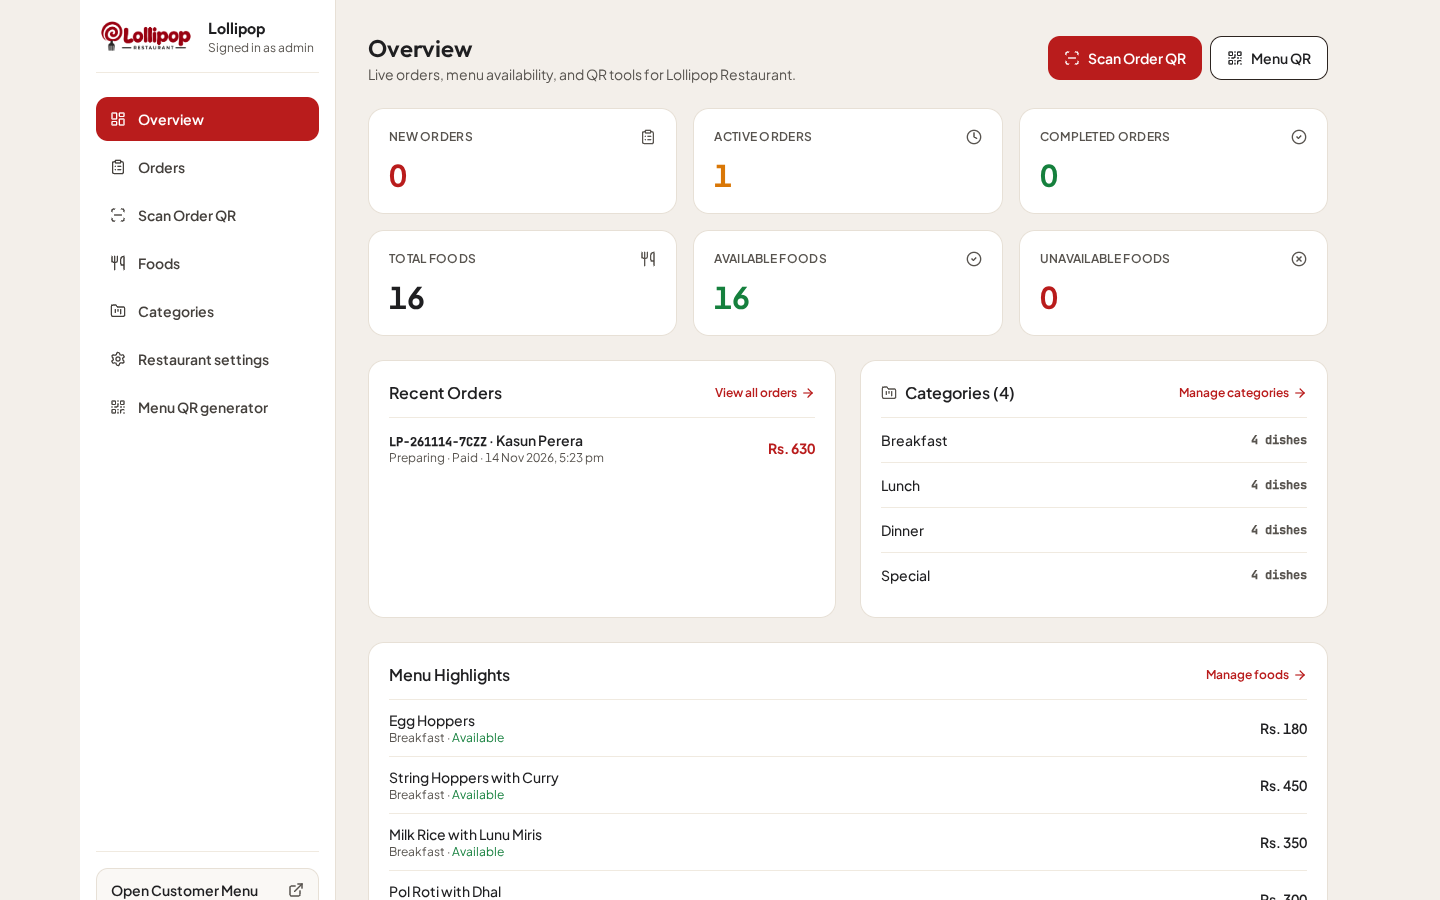 Lollipop
RESTAURANT
Lollipop
Signed in as admin
Overview
Orders
Scan Order QR
Foods
Categories
Restaurant settings
Menu QR generator
Open Customer Menu
Overview
Live orders, menu availability, and QR tools for Lollipop Restaurant.
Scan Order QR
Menu QR
NEW ORDERS
0
ACTIVE ORDERS
1
COMPLETED ORDERS
0
TOTAL FOODS
16
AVAILABLE FOODS
16
UNAVAILABLE FOODS
0
Recent Orders
View all orders →
LP-261114-7CZZ · Kasun Perera
Preparing · Paid · 14 Nov 2026, 5:23 pm
Rs. 630
Categories (4)
Manage categories →
Breakfast 4 dishes
Lunch 4 dishes
Dinner 4 dishes
Special 4 dishes
Menu Highlights
Manage foods →
Egg Hoppers
Breakfast · Available
Rs. 180
String Hoppers with Curry
Breakfast · Available
Rs. 450
Milk Rice with Lunu Miris
Breakfast · Available
Rs. 350
Pol Roti with Dhal
Rs. 300